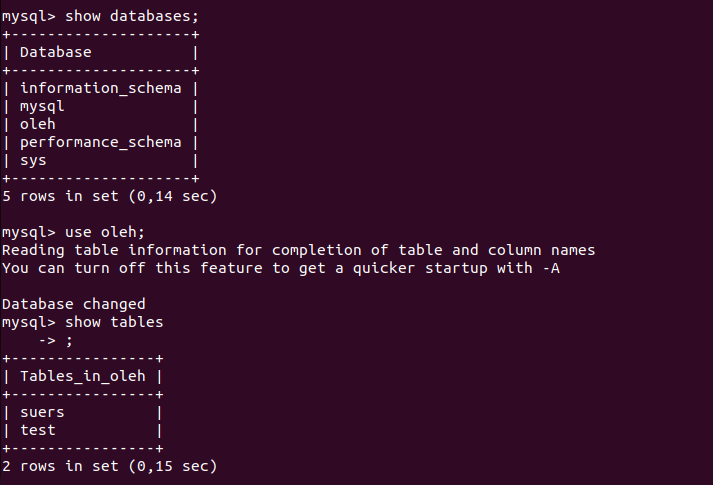 mysql> show databases;
+--------------------+
| Database           |
+--------------------+
| information_schema |
| mysql              |
| oleh               |
| performance_schema |
| sys                |
+--------------------+
5 rows in set (0,14 sec)

mysql> use oleh;
Reading table information for completion of table and column names
You can turn off this feature to get a quicker startup with -A

Database changed
mysql> show tables
    -> ;
+----------------+
| Tables_in_oleh |
+----------------+
| suers          |
| test           |
+----------------+
2 rows in set (0,15 sec)